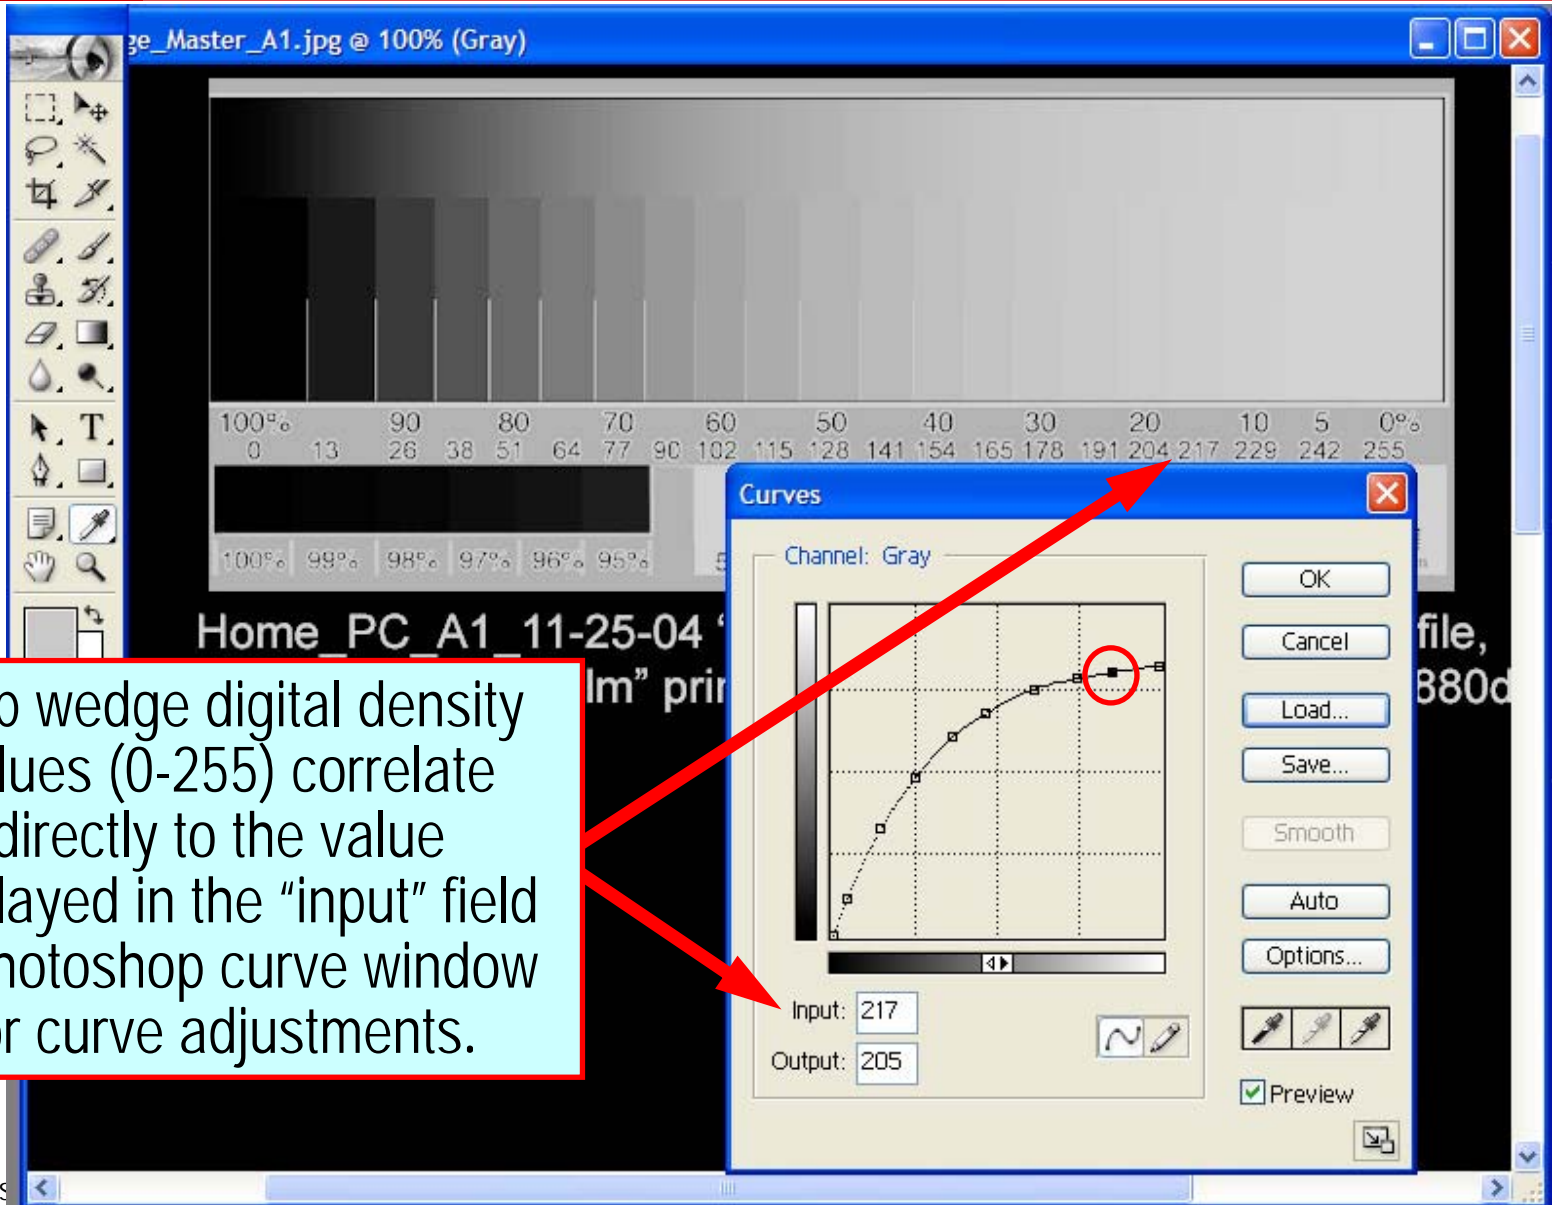 ge_Master_A1.jpg @ 100% (Gray)
100% 90 80 70 60 50 40 30 20 10 5 0%
0 13 26 38 51 64 77 90 102 115 128 141 154 165 178 191 204 217 229 242 255
100% 99% 98% 97% 96% 95% 5
Home_PC_A1_11-25-04 “ file,
lm” prin 880d
p wedge digital density
lues (0-255) correlate
directly to the value
layed in the “input” field
hotoshop curve window
or curve adjustments.
Curves
Channel: Gray
OK
Cancel
Load...
Save...
Smooth
Auto
Options...
Input: 217
Output: 205
Preview
s